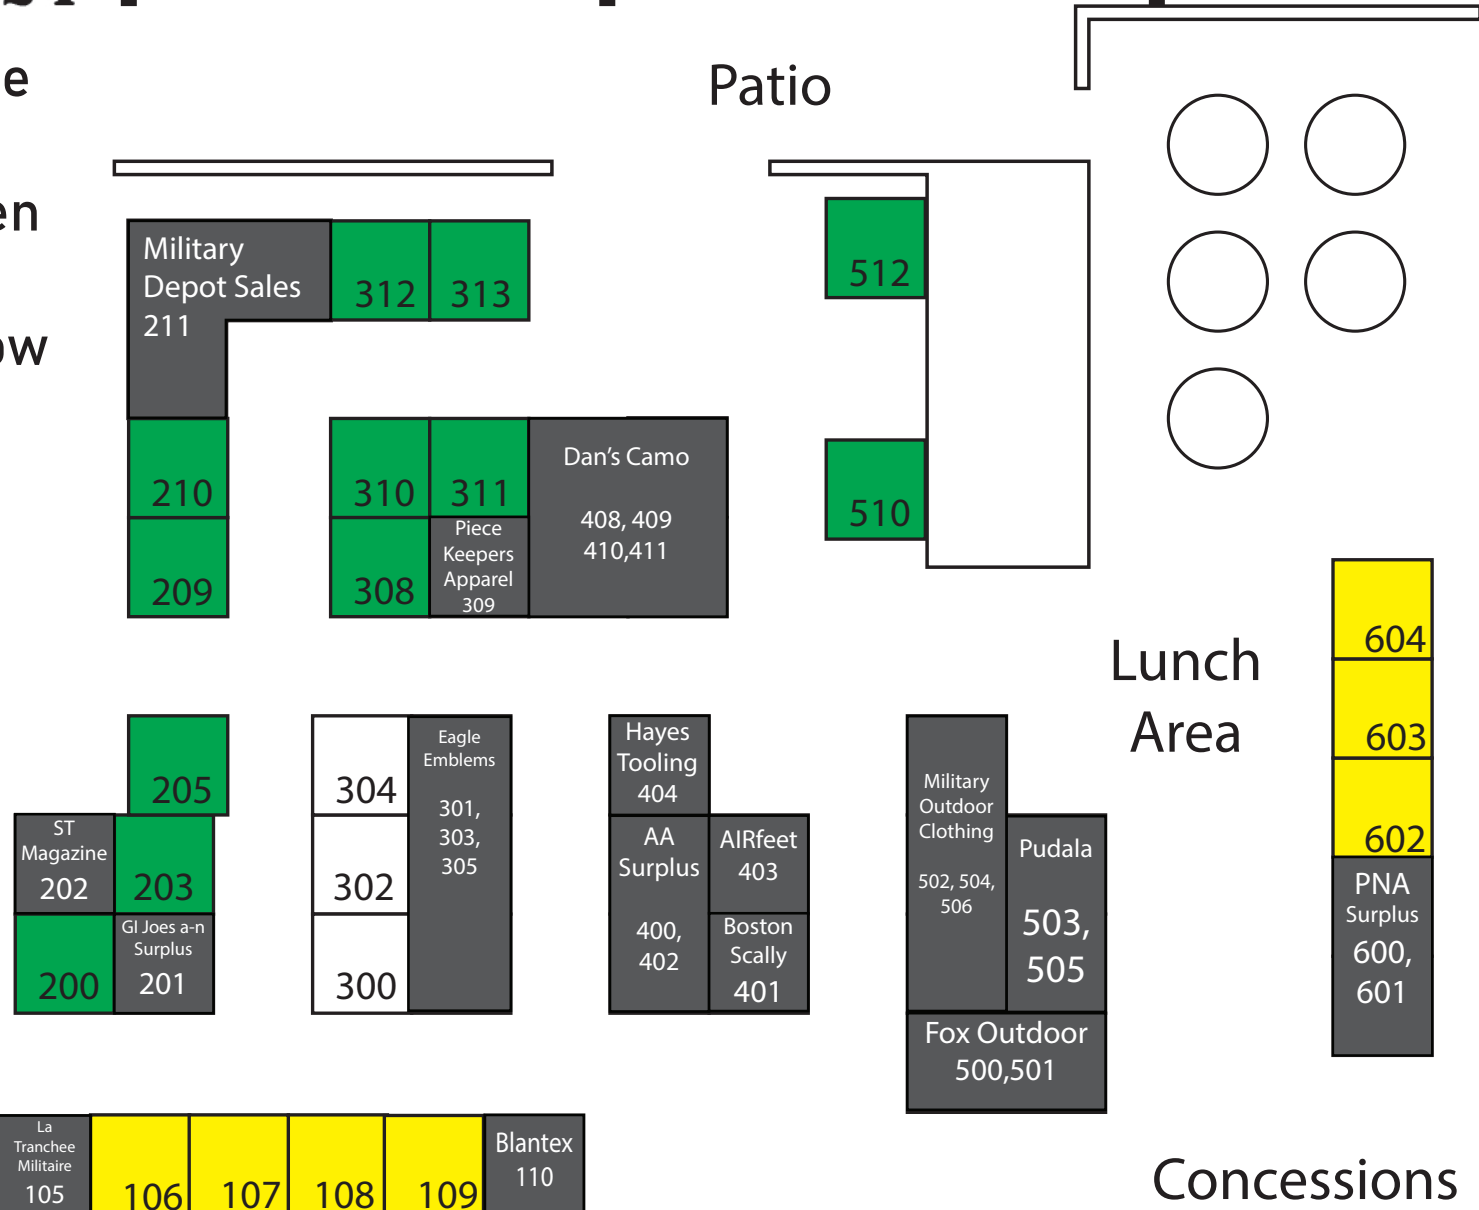 e
Patio
en
ow
Military
Depot Sales
211
312
313
512
210
209
310
311
308
Piece
Keepers
Apparel
309
Dan's Camo
408, 409
410,411
510
Lunch
Area
604
603
602
PNA
Surplus
600,
601
205
ST
Magazine
202
203
200
GI Joes a-n
Surplus
201
304
302
300
Eagle
Emblems
301,
303,
305
Hayes
Tooling
404
AA
Surplus
400,
402
AIRfeet
403
Boston
Scally
401
Military
Outdoor
Clothing
502, 504,
506
Pudala
503,
505
Fox Outdoor
500,501
La
Tranchee
Militaire
105
106
107
108
109
Blantex
110
Concessions